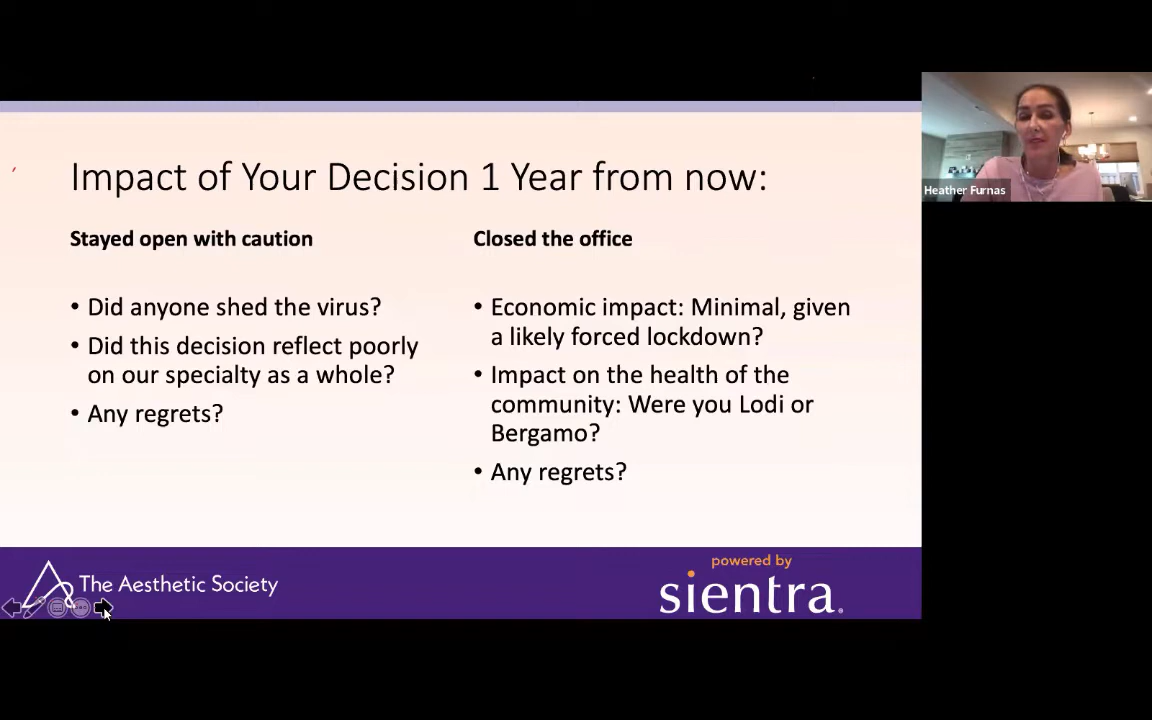 Impact of Your Decision 1 Year from now:
Stayed open with caution
• Did anyone shed the virus?
• Did this decision reflect poorly
on our specialty as a whole?
• Any regrets?
Closed the office
• Economic impact: Minimal, given
a likely forced lockdown?
• Impact on the health of the
community: Were you Lodi or
Bergamo?
• Any regrets?
Heather Furnas
The Aesthetic Society
powered by
sientra.